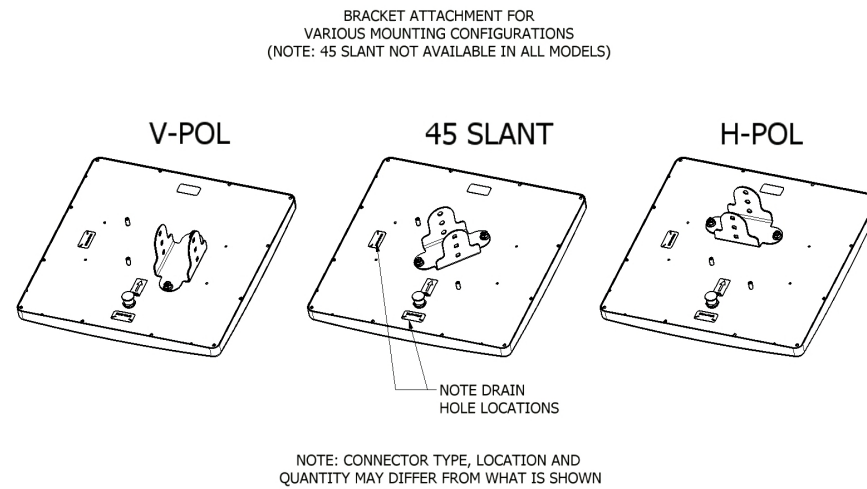 BRACKET ATTACHMENT FOR
VARIOUS MOUNTING CONFIGURATIONS
(NOTE: 45 SLANT NOT AVAILABLE IN ALL MODELS)
V-POL
45 SLANT
H-POL
NOTE DRAIN
HOLE LOCATIONS
NOTE: CONNECTOR TYPE, LOCATION AND
QUANTITY MAY DIFFER FROM WHAT IS SHOWN